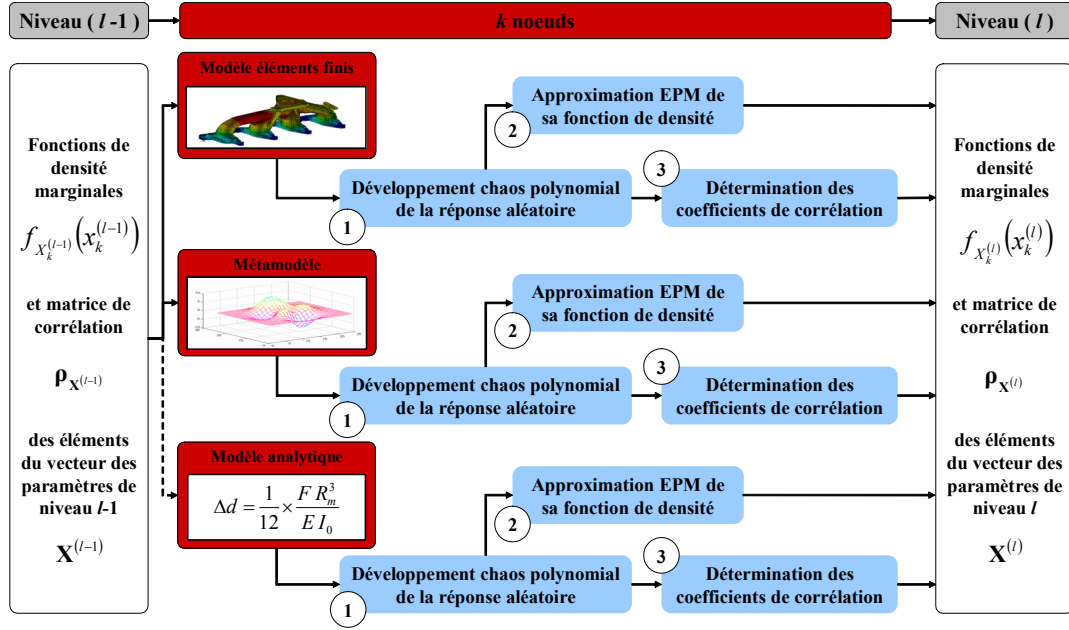 Niveau ( l -1)
k noeuds
Niveau ( l )
Fonctions de
densité
marginales
f_{X_k^{(l-1)}}(x_k^{(l-1)})
et matrice de
corrélation
ρ_{X^{(l-1)}}
des éléments
du vecteur des
paramètres de
niveau l-1
X^{(l-1)}
Modèle éléments finis
Approximation EPM de
sa fonction de densité
2
Développement chaos polynomial
de la réponse aléatoire
1
3
Détermination des
coefficients de corrélation
Métamodèle
Approximation EPM de
sa fonction de densité
2
Développement chaos polynomial
de la réponse aléatoire
1
3
Détermination des
coefficients de corrélation
Modèle analytique
Δd = \frac{1}{12} × \frac{F R_m^3}{E I_0}
Approximation EPM de
sa fonction de densité
2
Développement chaos polynomial
de la réponse aléatoire
1
3
Détermination des
coefficients de corrélation
Fonctions de
densité
marginales
f_{X_k^{(l)}}(x_k^{(l)})
et matrice de
corrélation
ρ_{X^{(l)}}
des éléments
du vecteur des
paramètres de
niveau l
X^{(l)}